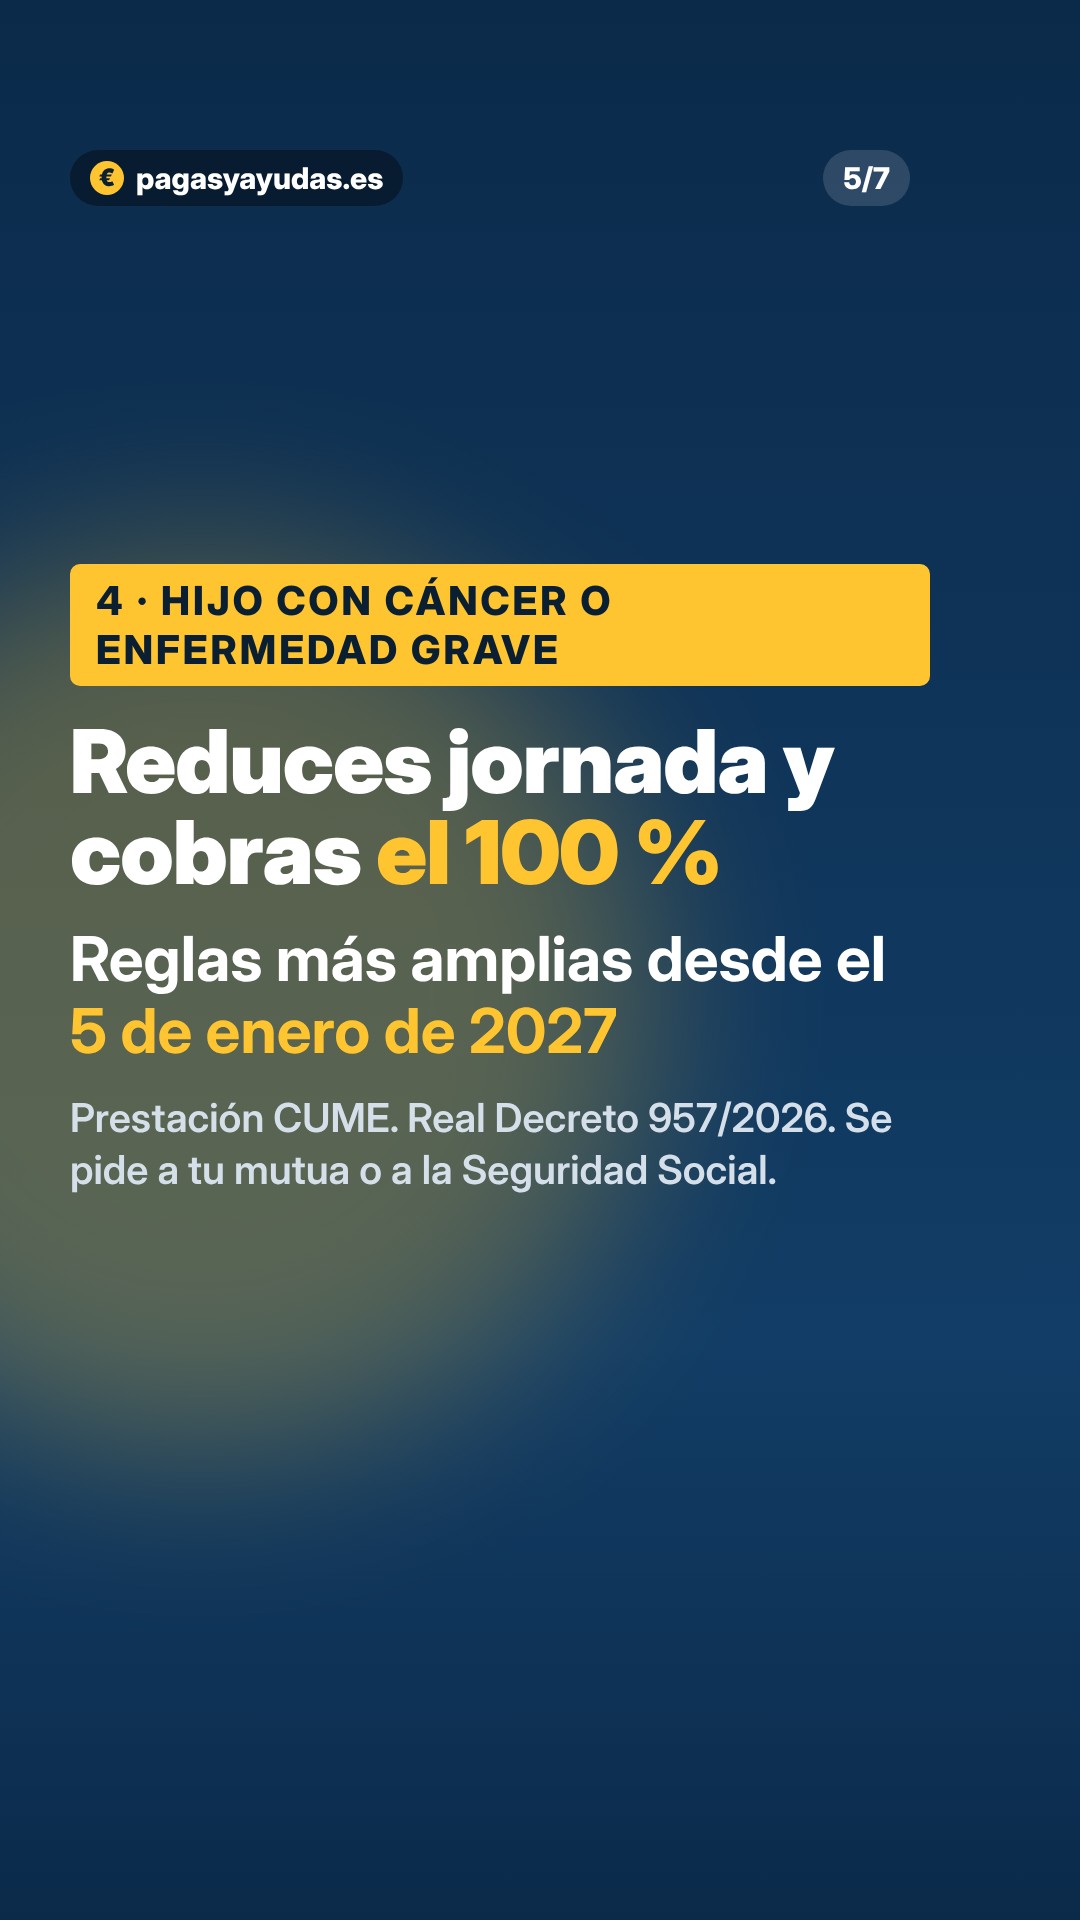 € pagasyayudas.es
5/7
4 · HIJO CON CÁNCER O
ENFERMEDAD GRAVE
Reduces jornada y
cobras el 100 %
Reglas más amplias desde el
5 de enero de 2027
Prestación CUME. Real Decreto 957/2026. Se
pide a tu mutua o a la Seguridad Social.